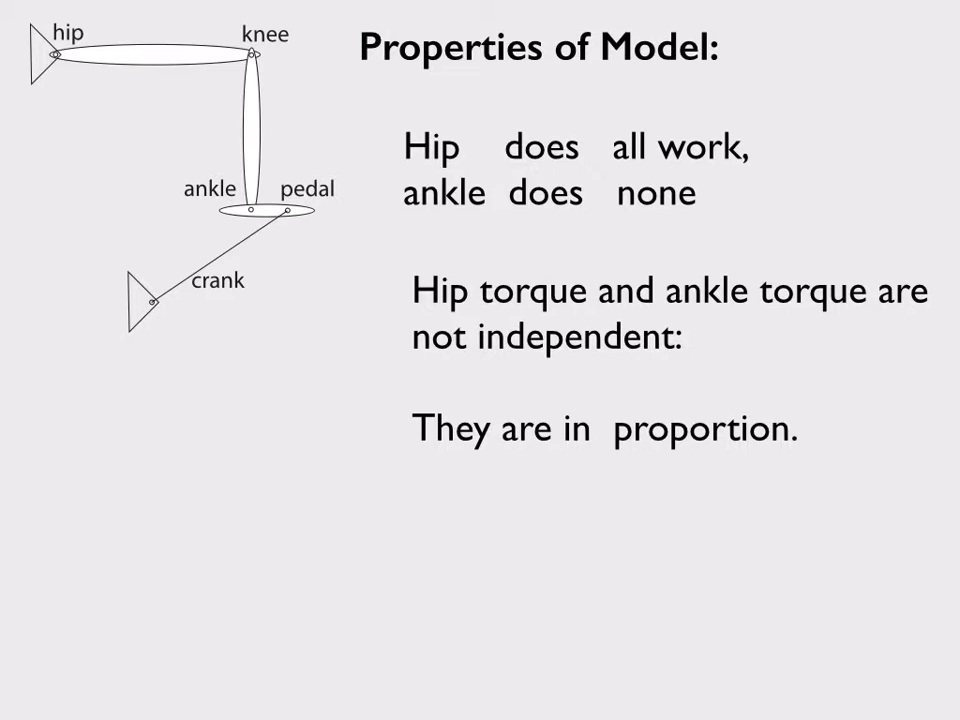 hip
knee
ankle
pedal
crank
Properties of Model:
Hip does all work,
ankle does none
Hip torque and ankle torque are
not independent:
They are in proportion.